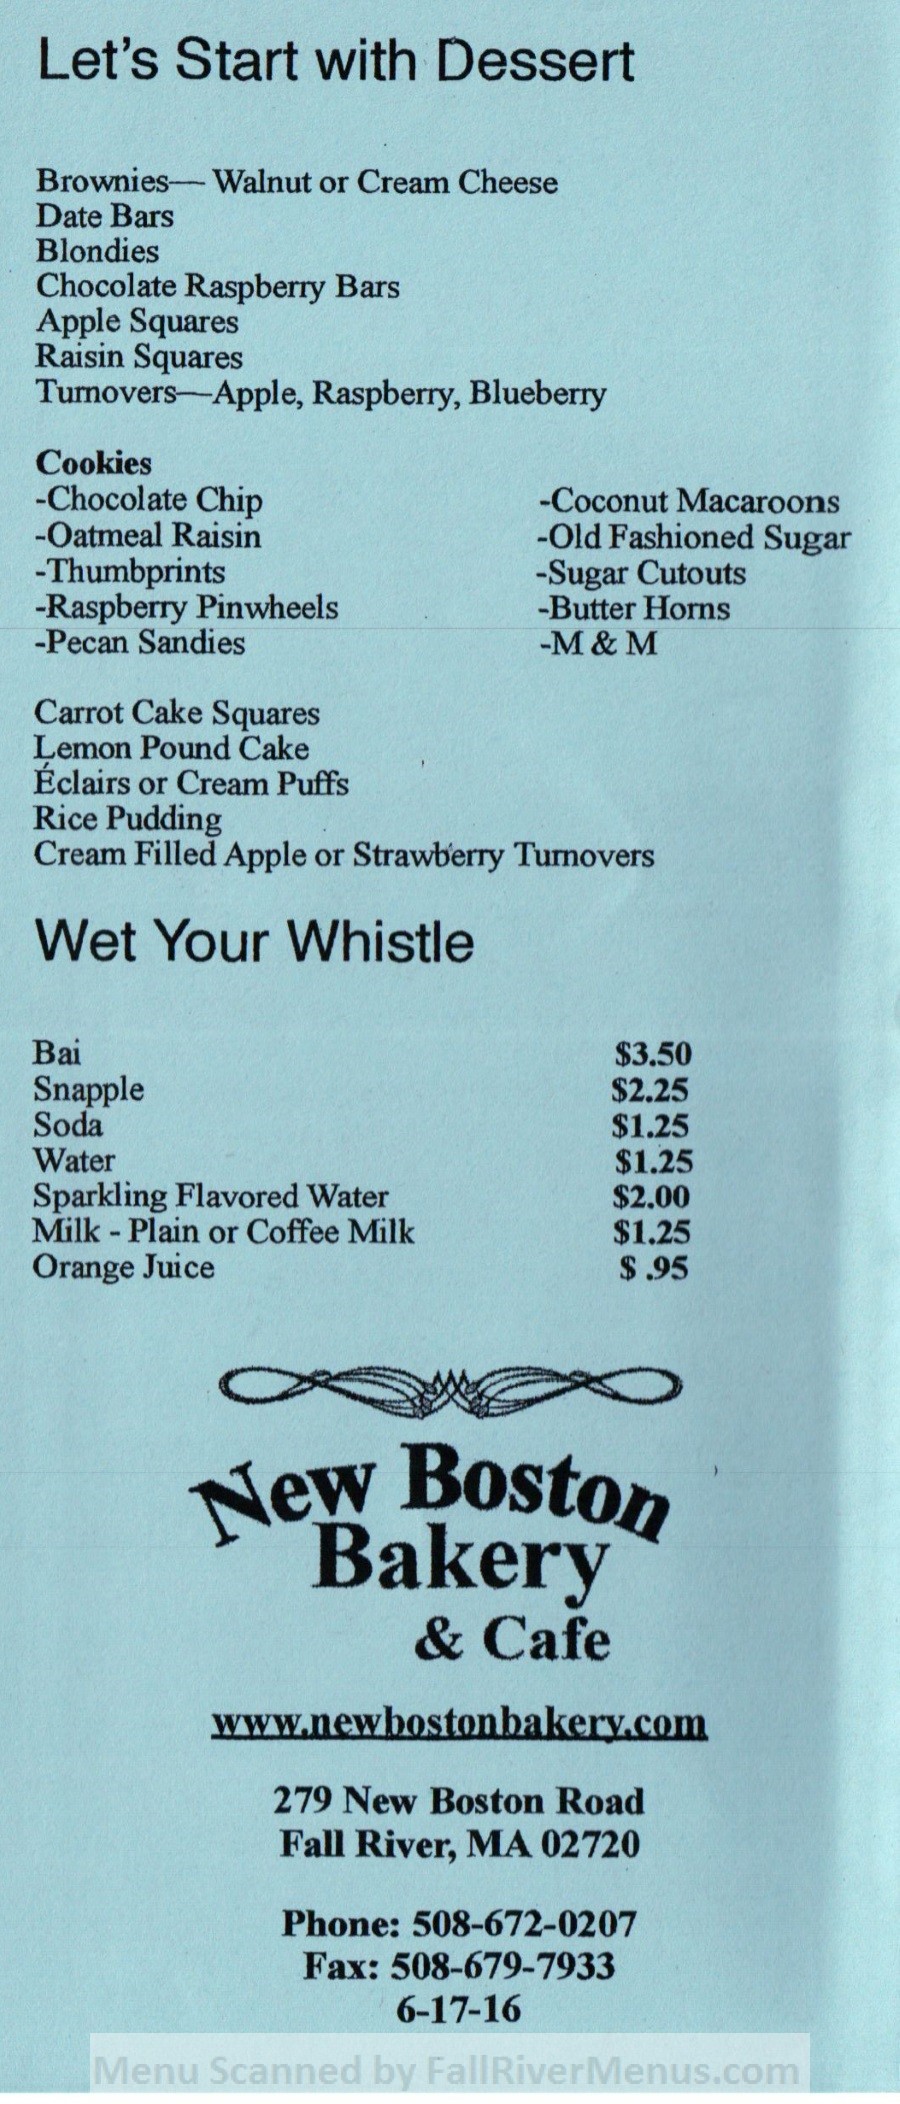 Let's Start with Dessert
Brownies— Walnut or Cream Cheese
Date Bars
Blondies
Chocolate Raspberry Bars
Apple Squares
Raisin Squares
Turnovers—Apple, Raspberry, Blueberry
Cookies
-Chocolate Chip
-Oatmeal Raisin
-Thumbprints
-Raspberry Pinwheels
-Pecan Sandies
-Coconut Macaroons
-Old Fashioned Sugar
-Sugar Cutouts
-Butter Horns
-M & M
Carrot Cake Squares
Lemon Pound Cake
Éclairs or Cream Puffs
Rice Pudding
Cream Filled Apple or Strawberry Turnovers
Wet Your Whistle
Bai $3.50
Snapple $2.25
Soda $1.25
Water $1.25
Sparkling Flavored Water $2.00
Milk - Plain or Coffee Milk $1.25
Orange Juice $ .95
New Boston
Bakery
& Cafe
www.newbostonbakery.com
279 New Boston Road
Fall River, MA 02720
Phone: 508-672-0207
Fax: 508-679-7933
6-17-16
Menu Scanned by FallRiverMenus.com